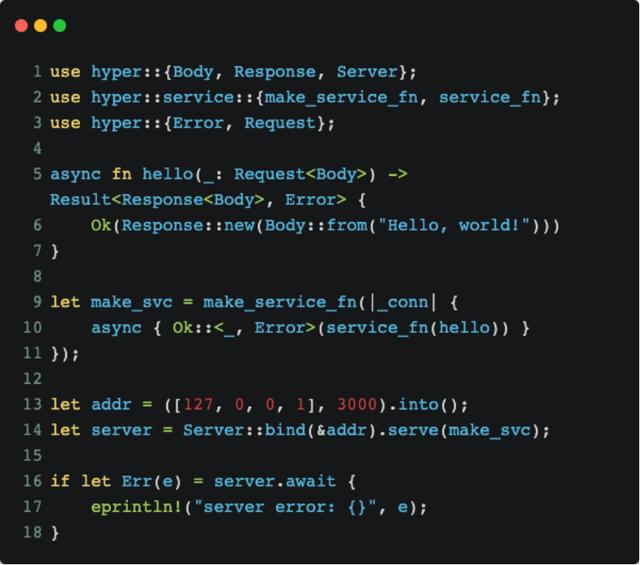 1 use hyper::{Body, Response, Server};
2 use hyper::service::{make_service_fn, service_fn};
3 use hyper::{Error, Request};
4
5 async fn hello(_: Request<Body>) ->
Result<Response<Body>, Error> {
6     Ok(Response::new(Body::from("Hello, world!")))
7 }
8
9 let make_svc = make_service_fn(|_conn| {
10     async { Ok::<_, Error>(service_fn(hello)) }
11 });
12
13 let addr = ([127, 0, 0, 1], 3000).into();
14 let server = Server::bind(&addr).serve(make_svc);
15
16 if let Err(e) = server.await {
17     eprintln!("server error: {}", e);
18 }